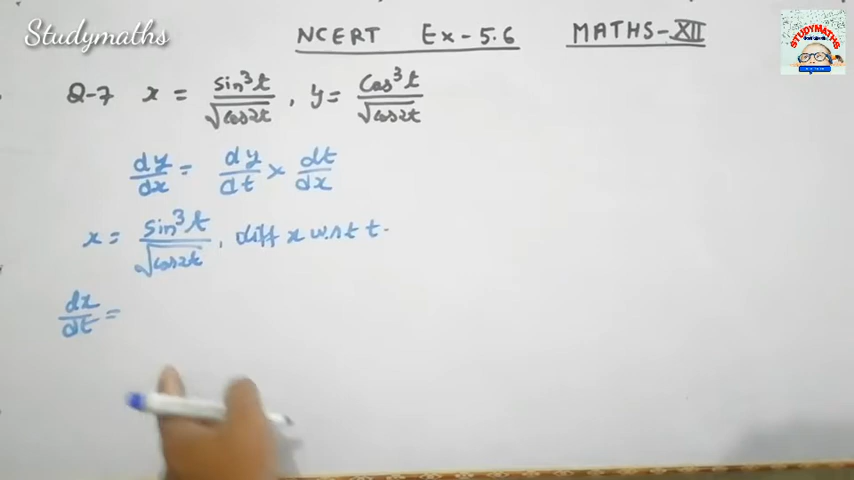 Studymaths
NCERT Ex-5.6 MATHS-XII
STUDYMATHS
Q-7 x = sin³t/√cos2t , y = Cos³t/√cos2t
dy/dx = dy/dt × dt/dx
x = sin³t/√cos2t , diff x w.r.t t.
dx/dt =